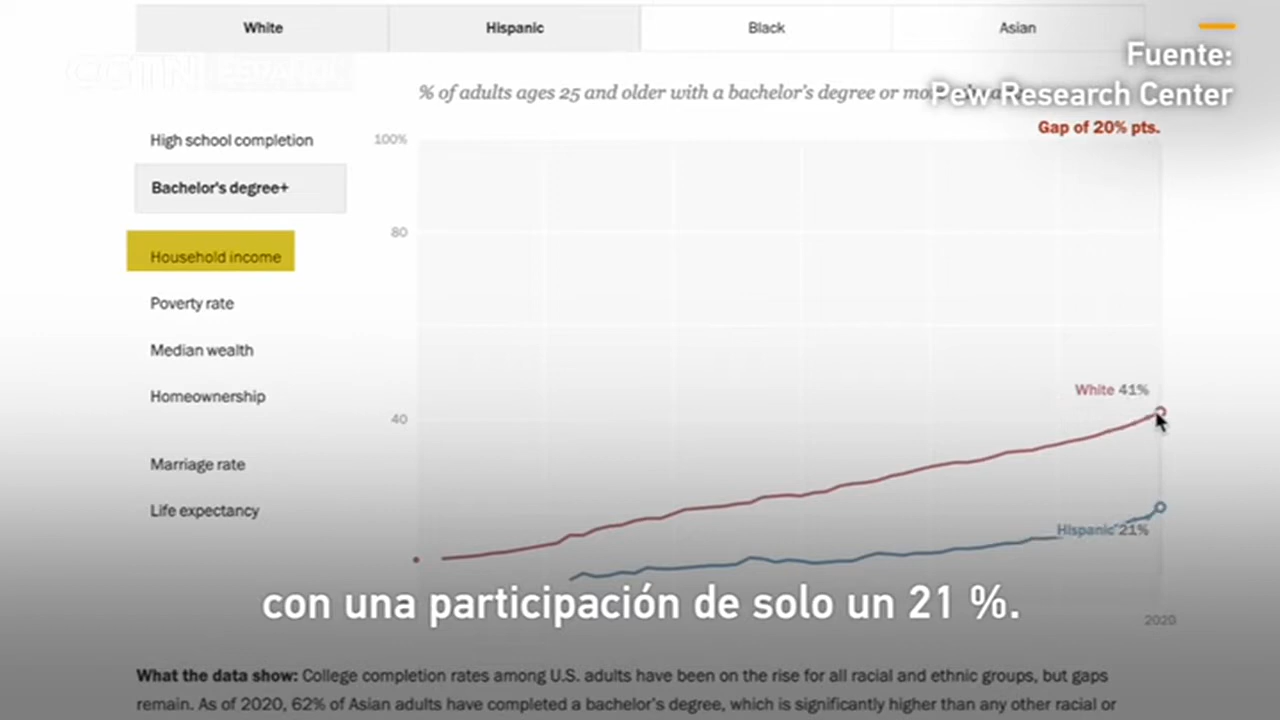 White Hispanic Black Asian
CGTN ESPAÑOL
Fuente:
Pew Research Center
% of adults ages 25 and older with a bachelor's degree or
Gap of 20% pts.
High school completion
Bachelor's degree+
Household income
Poverty rate
Median wealth
Homeownership
Marriage rate
Life expectancy
100%
80
40
White 41%
Hispanic 21%
2020
con una participación de solo un 21 %.
What the data show: College completion rates among U.S. adults have been on the rise for all racial and ethnic groups, but gaps
remain. As of 2020, 62% of Asian adults have completed a bachelor's degree, which is significantly higher than any other racial or